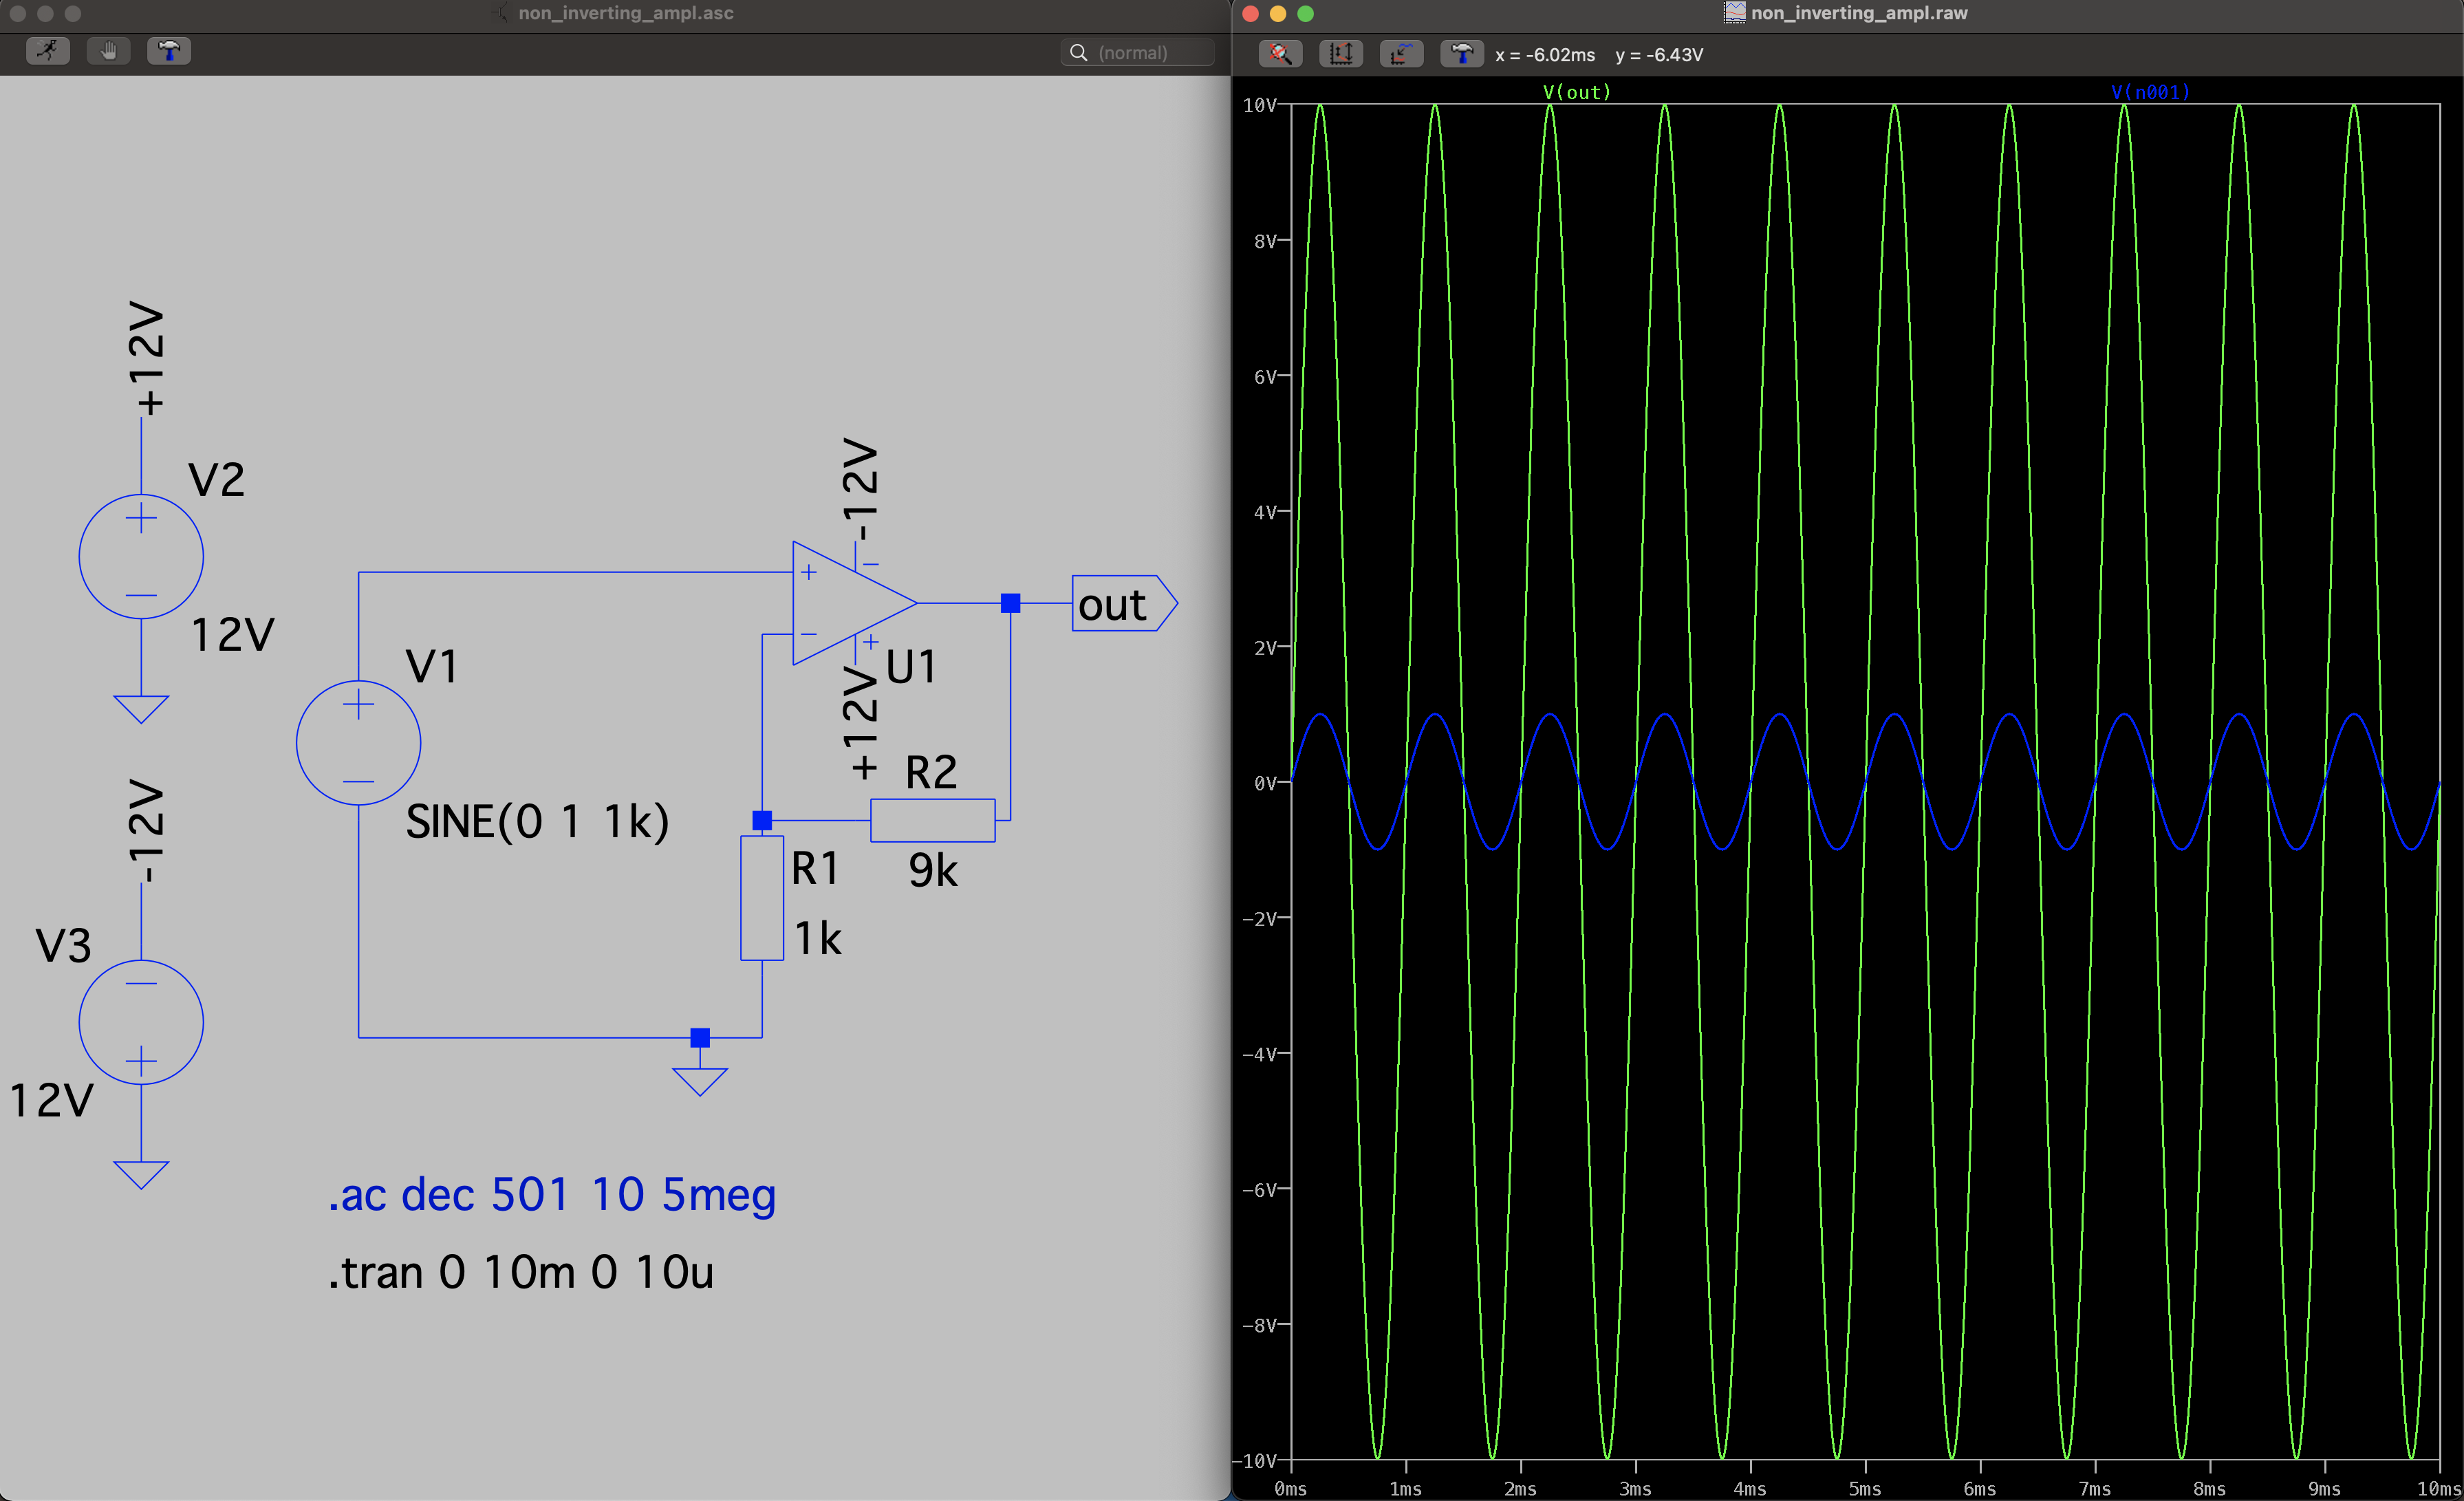 non_inverting_ampl.asc
(normal)
+12V
V2
12V
-12V
V3
12V
V1
SINE(0 1 1k)
-12V
+
−
−
+
U1
+12V
out
R2
9k
R1
1k
.ac dec 501 10 5meg
.tran 0 10m 0 10u
non_inverting_ampl.raw
x = -6.02ms y = -6.43V
V(out) V(n001)
10V
8V
6V
4V
2V
0V
−2V
−4V
−6V
−8V
−10V
0ms 1ms 2ms 3ms 4ms 5ms 6ms 7ms 8ms 9ms 10ms